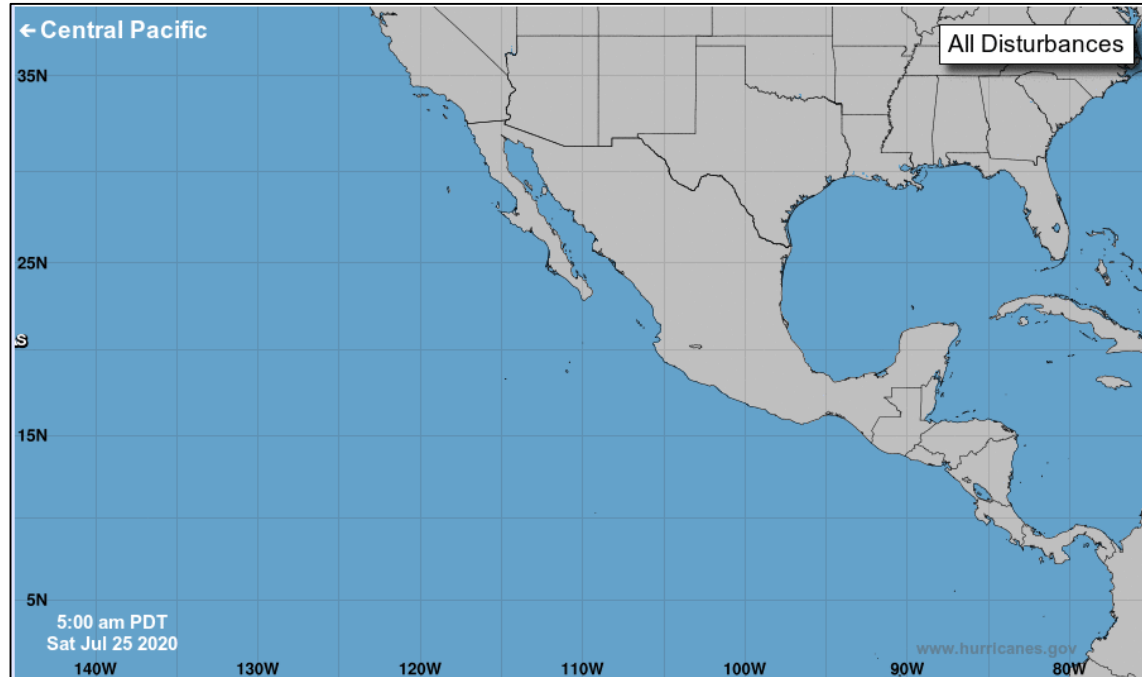 ← Central Pacific
All Disturbances
35N
25N
S
15N
5N
5:00 am PDT
Sat Jul 25 2020
www.hurricanes.gov
140W 130W 120W 110W 100W 90W 80W